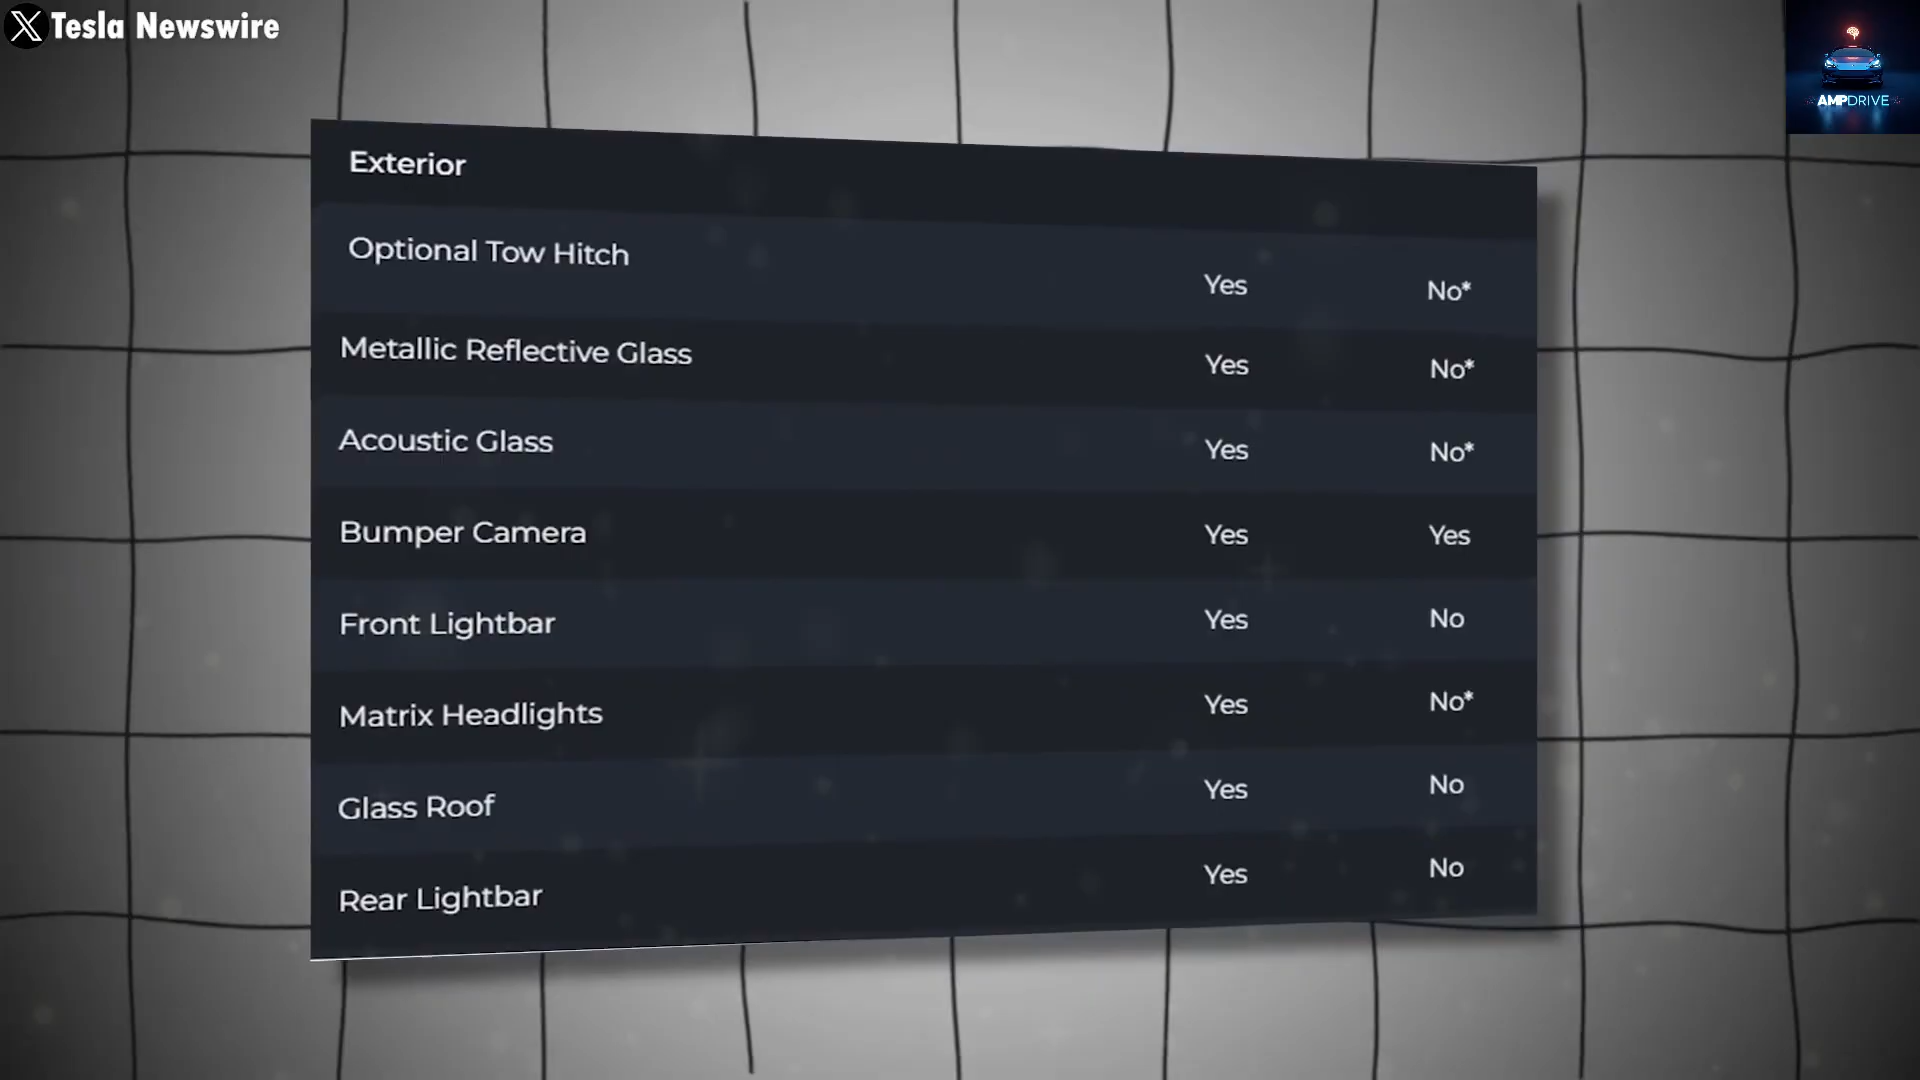 Tesla Newswire
AMPDRIVE
Exterior
Optional Tow Hitch Yes No*
Metallic Reflective Glass Yes No*
Acoustic Glass Yes No*
Bumper Camera Yes Yes
Front Lightbar Yes No
Matrix Headlights Yes No*
Glass Roof Yes No
Rear Lightbar Yes No